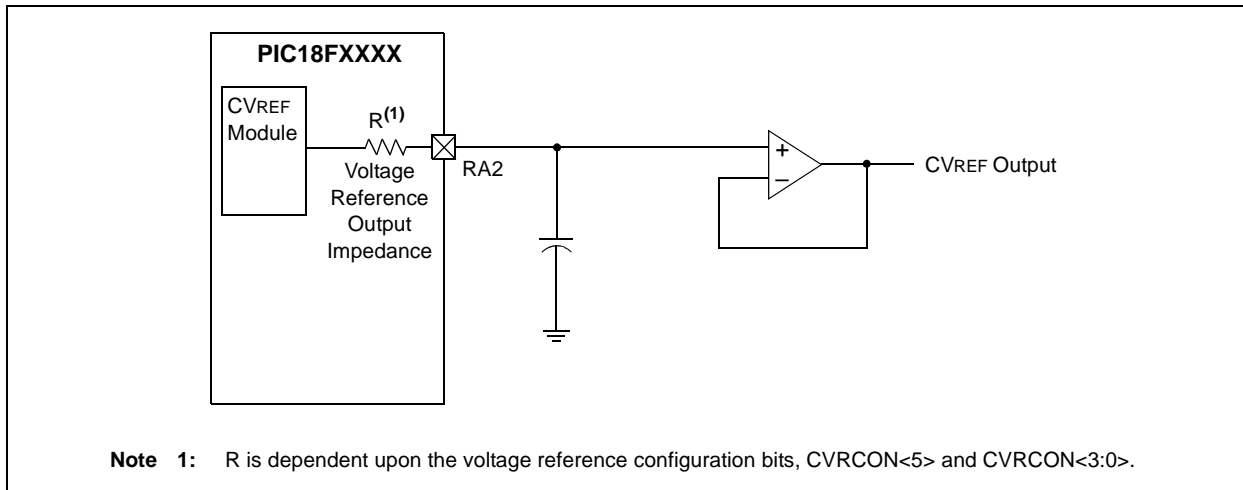 PIC18FXXXX
CVREF
Module
R(1)
Voltage
Reference
Output
Impedance
RA2
+
–
CVREF Output
Note 1: R is dependent upon the voltage reference configuration bits, CVRCON<5> and CVRCON<3:0>.